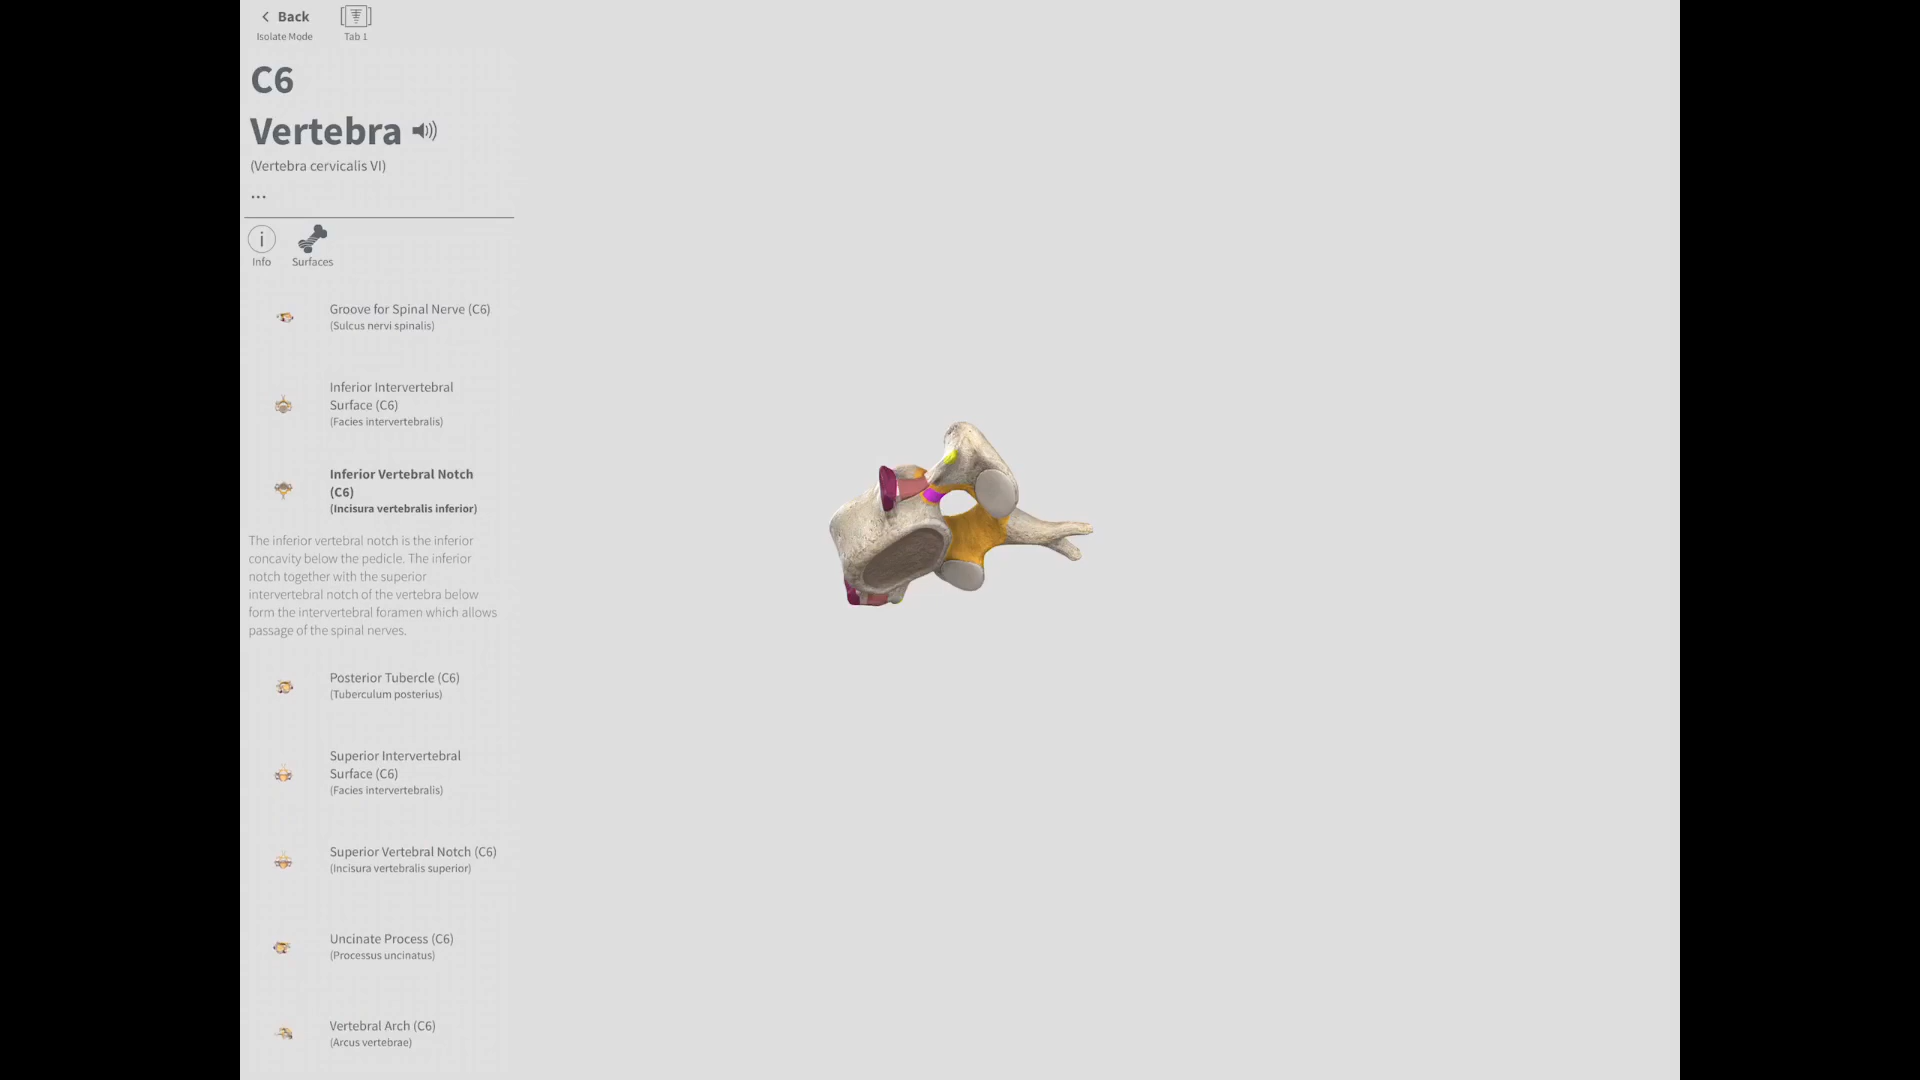 Back
Isolate Mode
Tab 1
C6
Vertebra
(Vertebra cervicalis VI)
...
i
Info
Surfaces
Groove for Spinal Nerve (C6)
(Sulcus nervi spinalis)
Inferior Intervertebral
Surface (C6)
(Facies intervertebralis)
Inferior Vertebral Notch
(C6)
(Incisura vertebralis inferior)
The inferior vertebral notch is the inferior
concavity below the pedicle. The inferior
notch together with the superior
intervertebral notch of the vertebra below
form the intervertebral foramen which allows
passage of the spinal nerves.
Posterior Tubercle (C6)
(Tuberculum posterius)
Superior Intervertebral
Surface (C6)
(Facies intervertebralis)
Superior Vertebral Notch (C6)
(Incisura vertebralis superior)
Uncinate Process (C6)
(Processus uncinatus)
Vertebral Arch (C6)
(Arcus vertebrae)